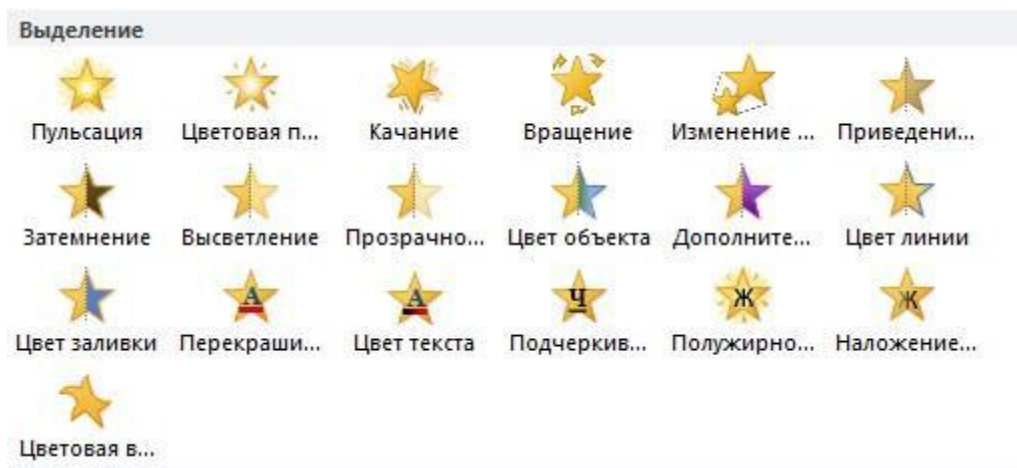 Выделение
Пульсация Цветовая п... Качание Вращение Изменение ... Приведени...
Затемнение Высветление Прозрачно... Цвет объекта Дополните... Цвет линии
Цвет заливки Перекраши... Цвет текста Подчеркив... Полужирно... Наложение...
Цветовая в...